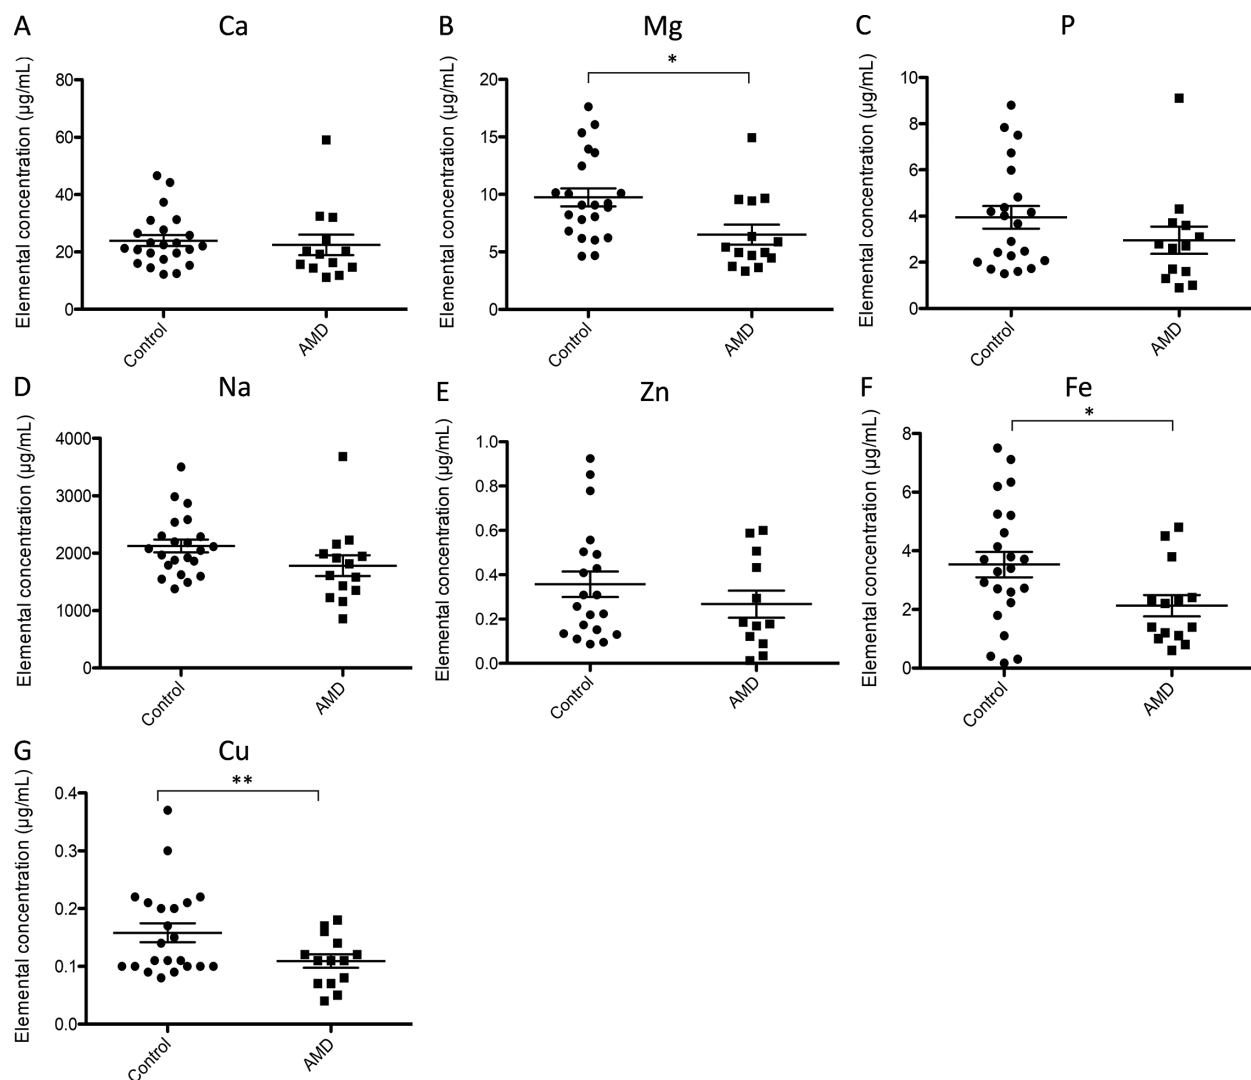 A Ca
Elemental concentration (µg/mL)
80
60
40
20
0
Control
AMD
B Mg
Elemental concentration (µg/mL)
20
15
10
5
0
*
Control
AMD
C P
Elemental concentration (µg/mL)
10
8
6
4
2
0
Control
AMD
D Na
Elemental concentration (µg/mL)
4000
3000
2000
1000
0
Control
AMD
E Zn
Elemental concentration (µg/mL)
1.0
0.8
0.6
0.4
0.2
0.0
Control
AMD
F Fe
Elemental concentration (µg/mL)
8
6
4
2
0
*
Control
AMD
G Cu
Elemental concentration (µg/mL)
0.4
0.3
0.2
0.1
0.0
**
Control
AMD